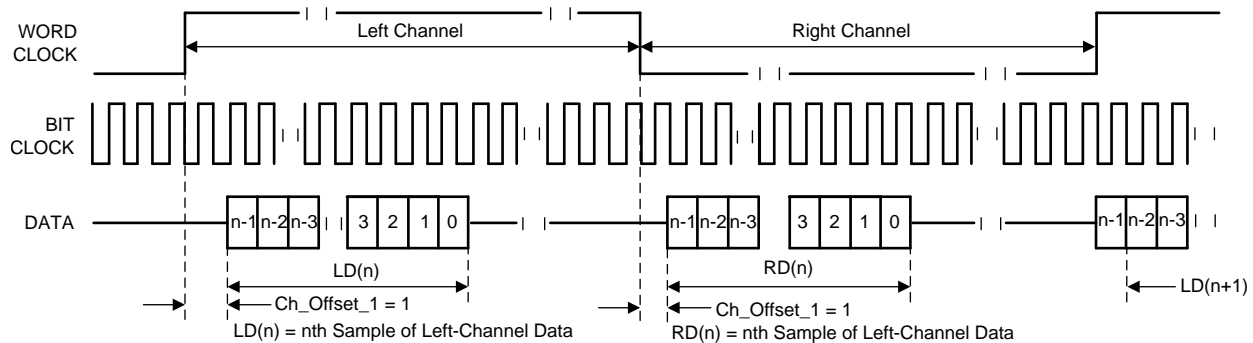 WORD
CLOCK
Left Channel
Right Channel
BIT
CLOCK
DATA
n-1 n-2 n-3 3 2 1 0 n-1 n-2 n-3 3 2 1 0 n-1 n-2 n-3
LD(n)
RD(n)
LD(n+1)
Ch_Offset_1 = 1
Ch_Offset_1 = 1
LD(n) = nth Sample of Left-Channel Data
RD(n) = nth Sample of Left-Channel Data